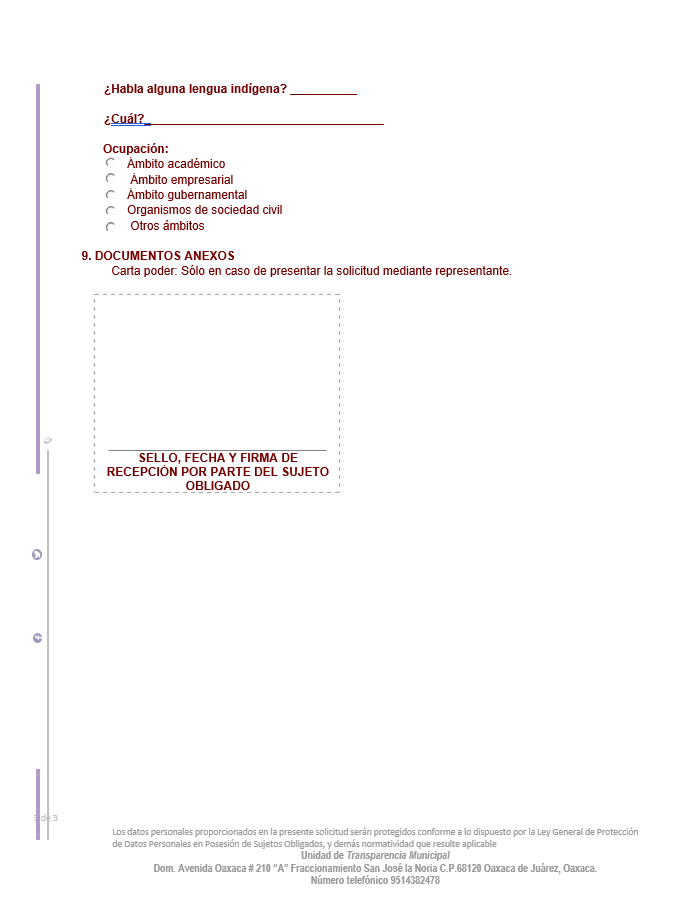 ¿Habla alguna lengua indígena? __________
¿Cuál?____________________________________
Ocupación:
Ámbito académico
Ámbito empresarial
Ámbito gubernamental
Organismos de sociedad civil
Otros ámbitos
9. DOCUMENTOS ANEXOS
Carta poder: Sólo en caso de presentar la solicitud mediante representante.
SELLO, FECHA Y FIRMA DE
RECEPCIÓN POR PARTE DEL SUJETO
OBLIGADO
3 de 3
Los datos personales proporcionados en la presente solicitud serán protegidos conforme a lo dispuesto por la Ley General de Protección
de Datos Personales en Posesión de Sujetos Obligados, y demás normatividad que resulte aplicable
Unidad de Transparencia Municipal
Dom. Avenida Oaxaca # 210 “A” Fraccionamiento San José la Noria C.P.68120 Oaxaca de Juárez, Oaxaca.
Número telefónico 9514382478